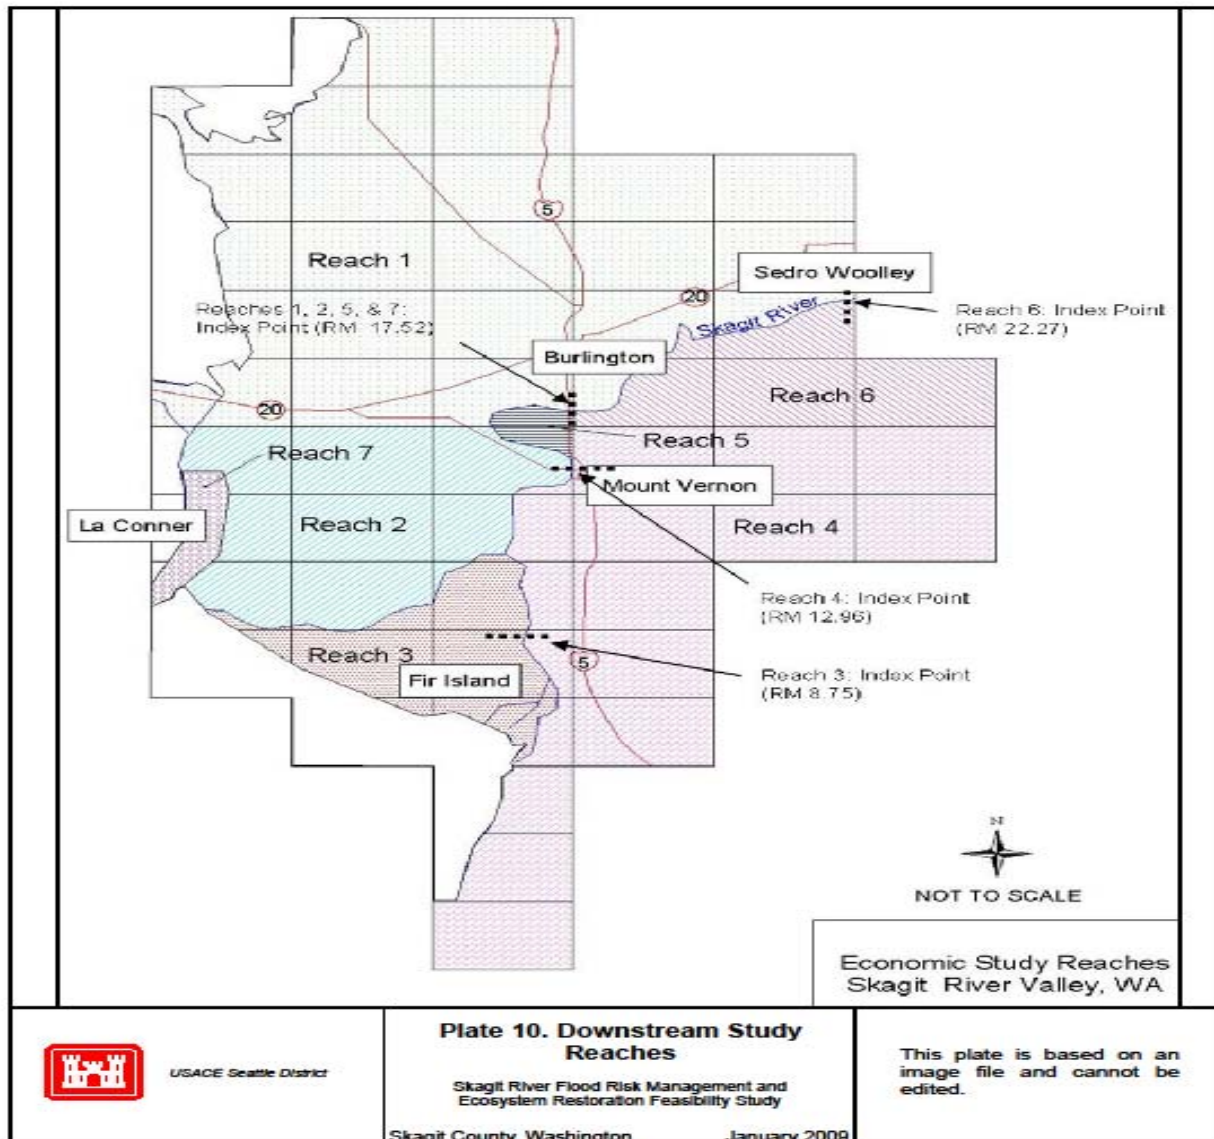 5
Reach 1
Sedro Woolley
20
Skagit River
Reaches 1, 2, 5, & 7:
Index Point (RM 17.52)
Reach 6: Index Point
(RM 22.27)
Burlington
Reach 6
20
Reach 5
Reach 7
Mount Vernon
La Conner
Reach 2
Reach 4
Reach 4: Index Point
(RM 12.96)
Reach 3
5
Fir Island
Reach 3: Index Point
(RM 8.75)
N
NOT TO SCALE
Economic Study Reaches
Skagit River Valley, WA
USACE Seattle District
Plate 10. Downstream Study
Reaches
Skagit River Flood Risk Management and
Ecosystem Restoration Feasibility Study
Skagit County, Washington January 2009
This plate is based on an
image file and cannot be
edited.